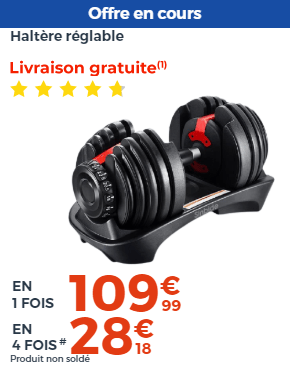 Offre en cours
Haltère réglable
Livraison gratuite(1)
EN
1 FOIS 109€99
EN
4 FOIS # 28€18
Produit non soldé